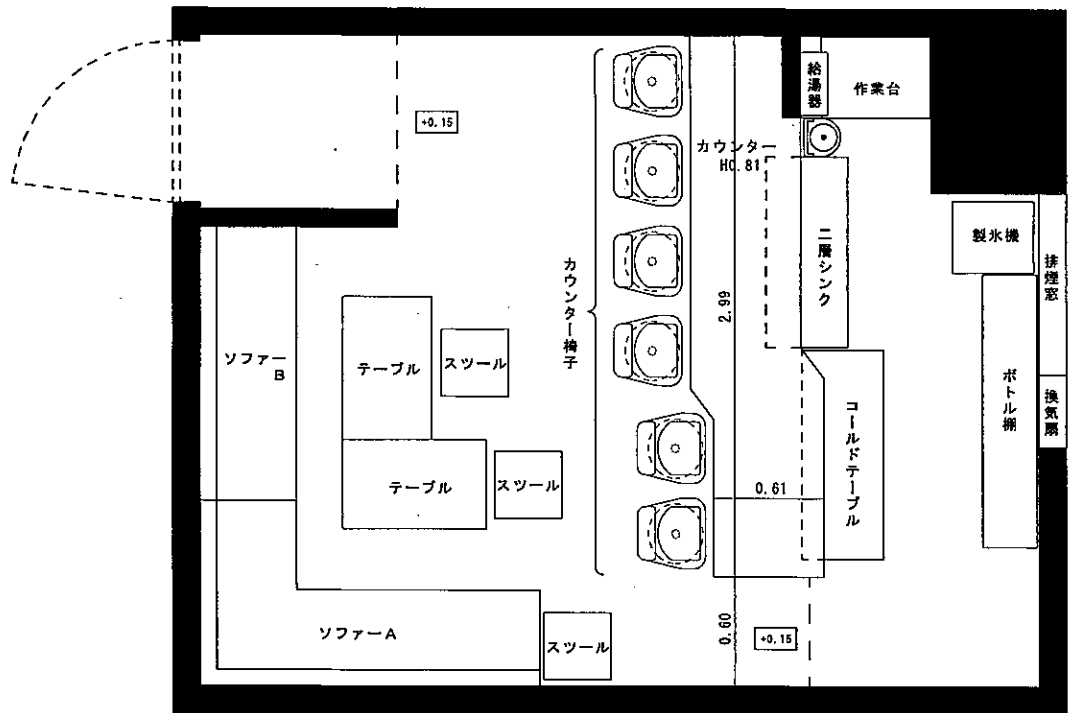 給湯器
作業台
+0.15
カウンター
H0.81
製氷機
排煙窓
二層シンク
カウンター椅子
2.99
ソファー
B
テーブル
スツール
ボトル棚
換気扇
コールドテーブル
テーブル
スツール
0.61
ソファーA
スツール
0.60
+0.15